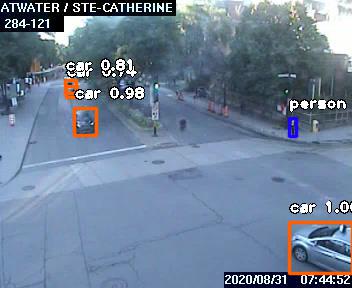 ATWATER / STE-CATHERINE
284-121
car 0.81
car 0.74
car 0.98
person
car 1.00
2020/08/31 07:44:52